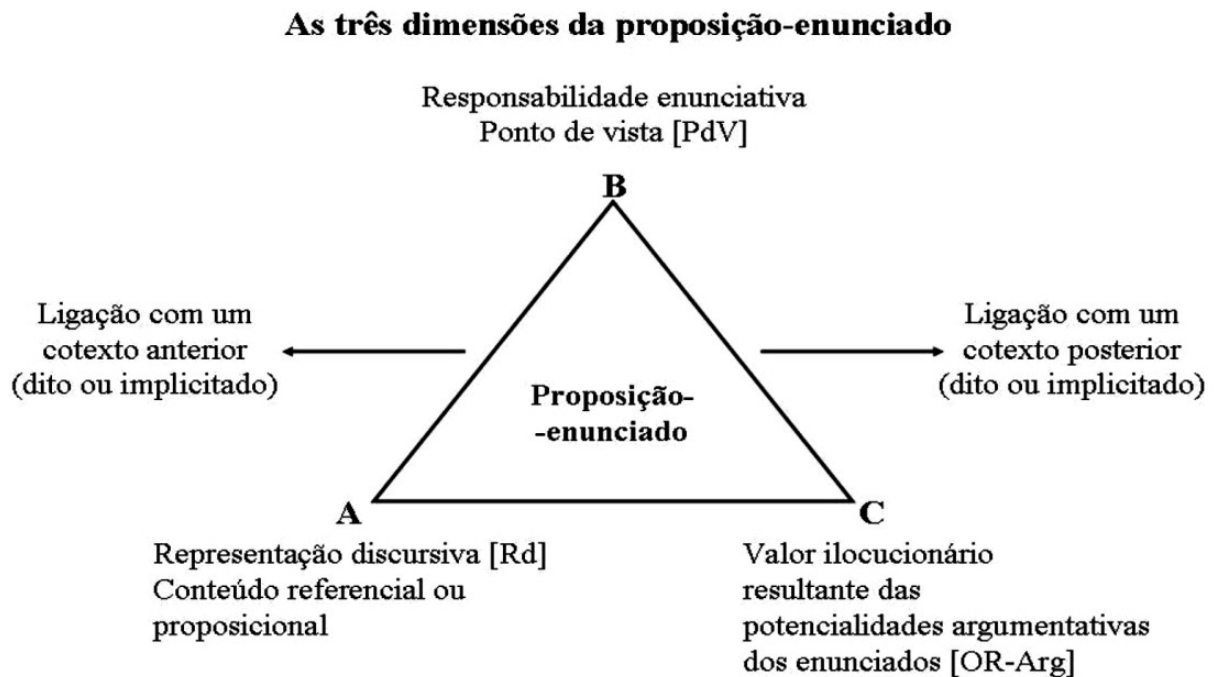 As três dimensões da proposição-enunciado
Responsabilidade enunciativa
Ponto de vista [PdV]
B
Ligação com um
cotexto anterior
(dito ou implicitado)
Ligação com um
cotexto posterior
(dito ou implicitado)
Proposição-
-enunciado
A
Representação discursiva [Rd]
Conteúdo referencial ou
proposicional
C
Valor ilocucionário
resultante das
potencialidades argumentativas
dos enunciados [OR-Arg]